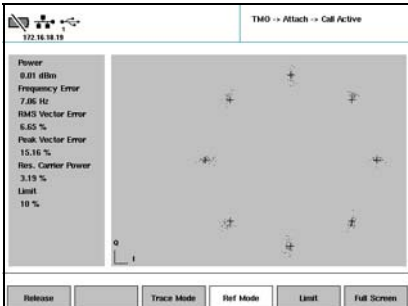 TMO -> Attach -> Call Active
1
172.16.18.19
Power
0.01 dBm
Frequency Error
7.06 Hz
RMS Vector Error
6.65 %
Peak Vector Error
15.16 %
Res. Carrier Power
3.19 %
Limit
10 %
Q
I
Release
Trace Mode
Ref Mode
Limit
Full Screen